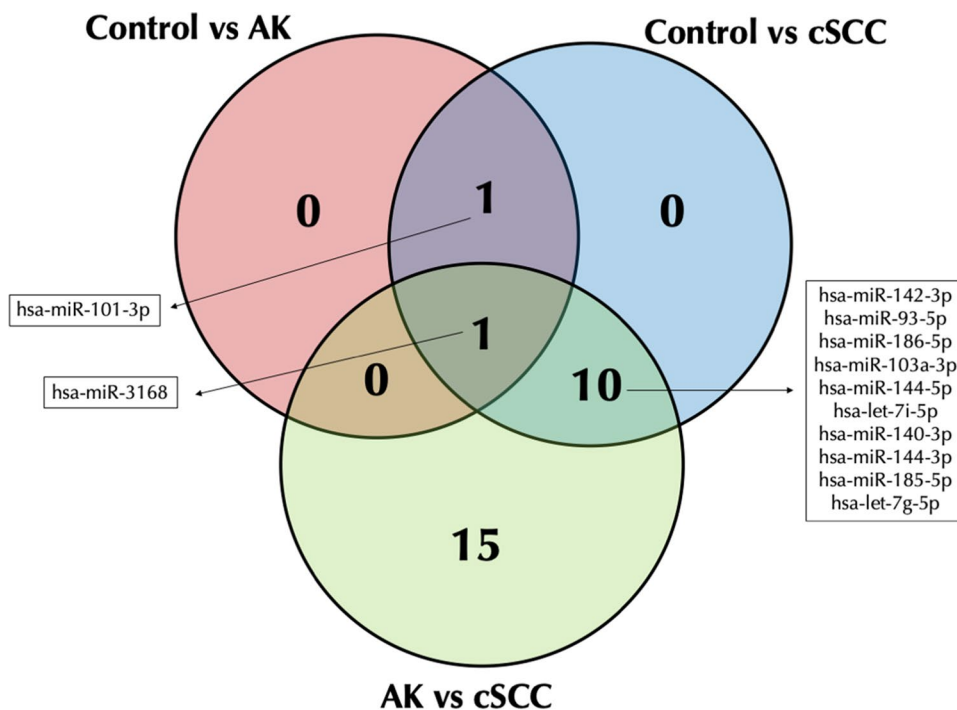 Control vs AK
Control vs cSCC
0
1
0
hsa-miR-101-3p
hsa-miR-3168
1
0
10
hsa-miR-142-3p
hsa-miR-93-5p
hsa-miR-186-5p
hsa-miR-103a-3p
hsa-miR-144-5p
hsa-let-7i-5p
hsa-miR-140-3p
hsa-miR-144-3p
hsa-miR-185-5p
hsa-let-7g-5p
15
AK vs cSCC